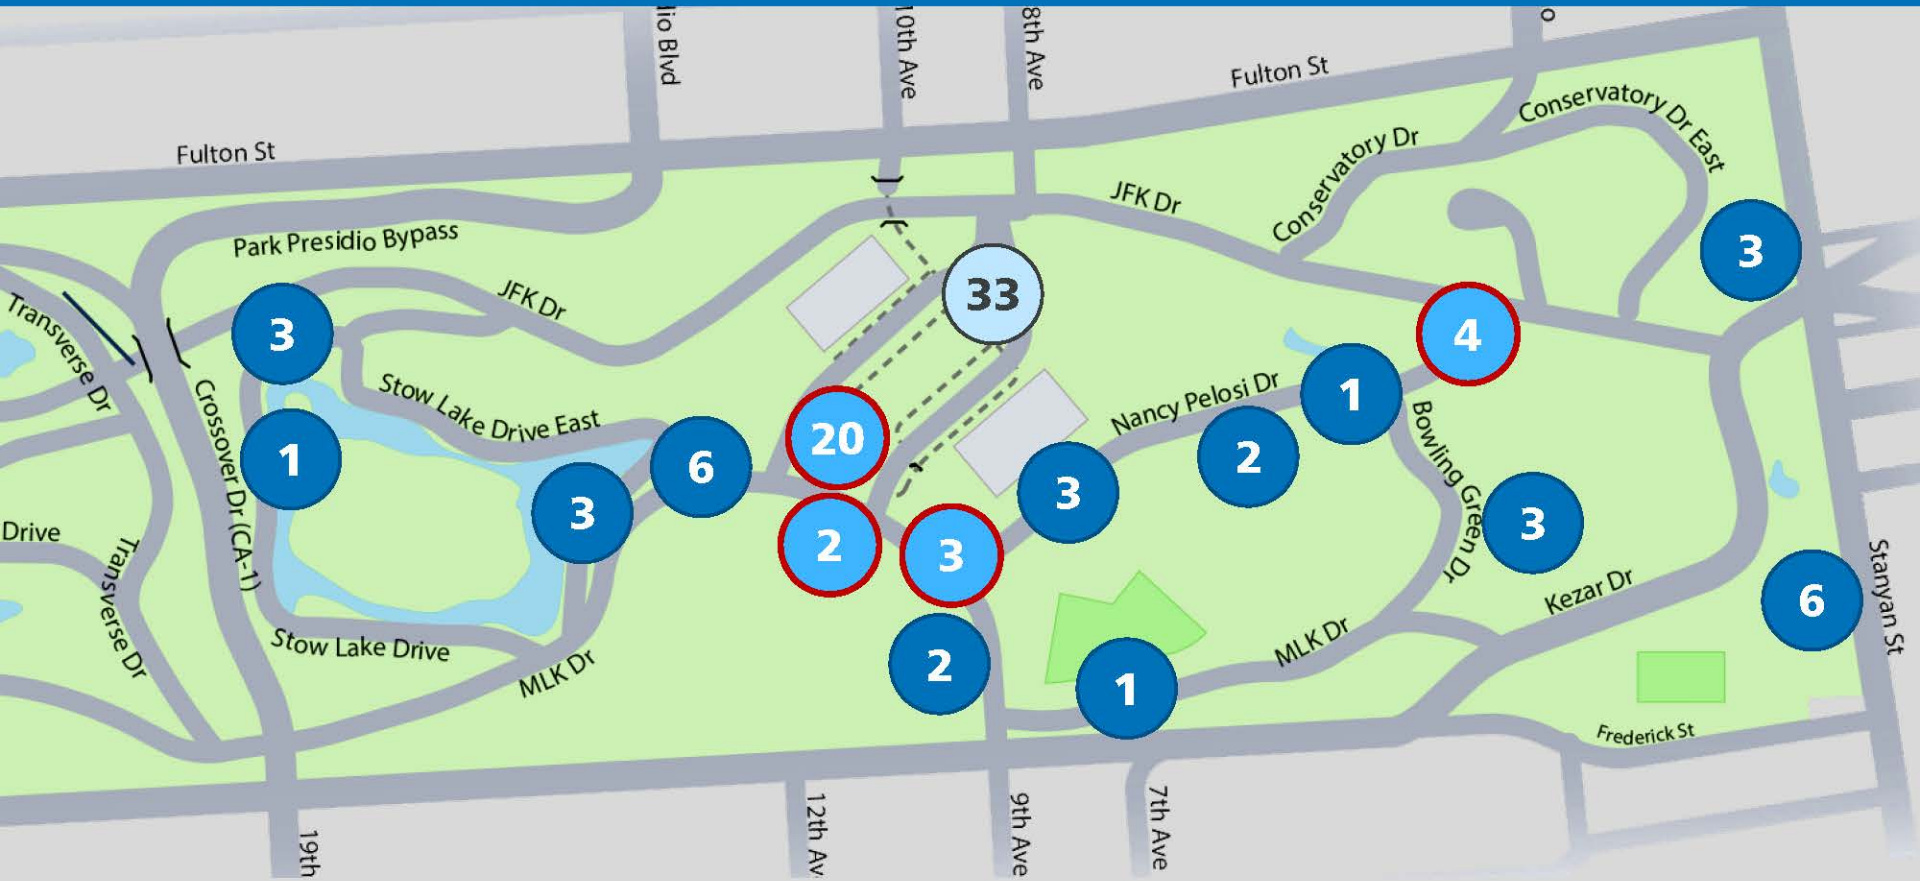 io Blvd
10th Ave
8th Ave
o
Fulton St
Fulton St
Conservatory Dr
Conservatory Dr East
JFK Dr
Park Presidio Bypass
JFK Dr
Transverse Dr
Crossover Dr (CA-1)
Stow Lake Drive East
Nancy Pelosi Dr
Bowling Green Dr
Drive
Transverse Dr
Stow Lake Drive
MLK Dr
MLK Dr
Kezar Dr
Stanyan St
Frederick St
19th
12th Av
9th Ave
7th Ave
3
33
3
4
1
20
2
1
6
3
3
2
3
3
6
2
1